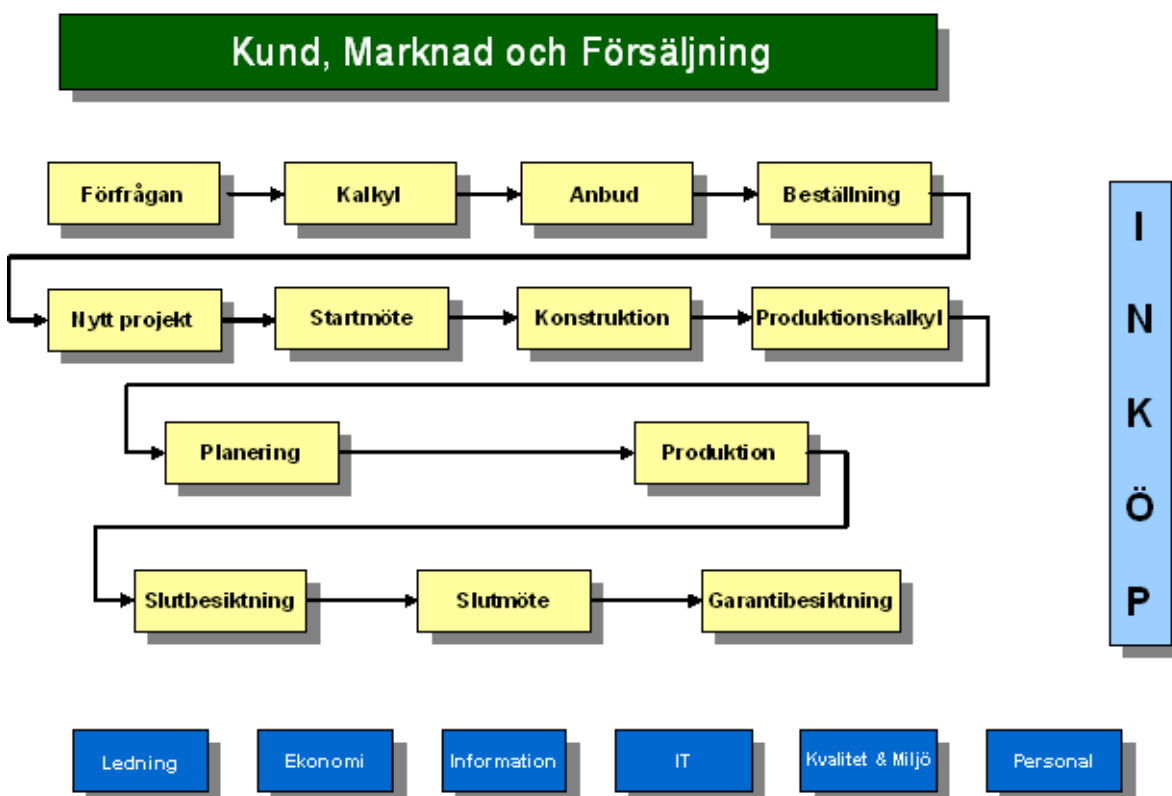 Kund, Marknad och Försäljning
Förfrågan
Kalkyl
Anbud
Beställning
Nytt projekt
Startmöte
Konstruktion
Produktionskalkyl
Planering
Produktion
Slutbesiktning
Slutmöte
Garantibesiktning
I
N
K
Ö
P
Ledning
Ekonomi
Information
IT
Kvalitet & Miljö
Personal